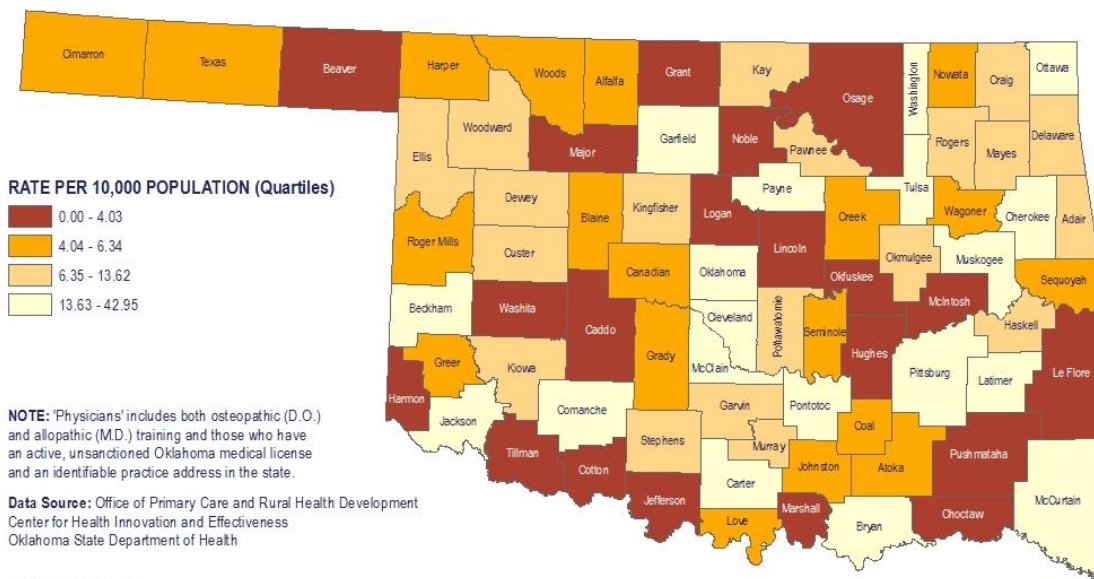 Cimarron
Texas
Beaver
Harper
Woods
Alfalfa
Grant
Kay
Osage
Washington
Nowata
Craig
Ottawa
Woodward
Ellis
Major
Garfield
Noble
Pawnee
Rogers
Mayes
Delaware
RATE PER 10,000 POPULATION (Quartiles)
0.00 - 4.03
4.04 - 6.34
6.35 - 13.62
13.63 - 42.95
Dewey
Blaine
Kingfisher
Logan
Payne
Creek
Tulsa
Wagoner
Cherokee
Adair
Roger Mills
Custer
Canadian
Oklahoma
Lincoln
Okmulgee
Muskogee
Sequoyah
Beckham
Washita
Caddo
Cleveland
Pottawatomie
Okfuskee
Seminole
McIntosh
Haskell
Greer
Kiowa
Grady
McClain
Hughes
Pittsburg
Latimer
Le Flore
Harmon
Jackson
Comanche
Garvin
Pontotoc
Coal
Tillman
Cotton
Stephens
Murray
Johnston
Atoka
Pushmataha
Jefferson
Carter
Love
Marshall
Bryan
Choctaw
McCurtain
NOTE: 'Physicians' includes both osteopathic (D.O.)
and allopathic (M.D.) training and those who have
an active, unsanctioned Oklahoma medical license
and an identifiable practice address in the state.
Data Source: Office of Primary Care and Rural Health Development
Center for Health Innovation and Effectiveness
Oklahoma State Department of Health